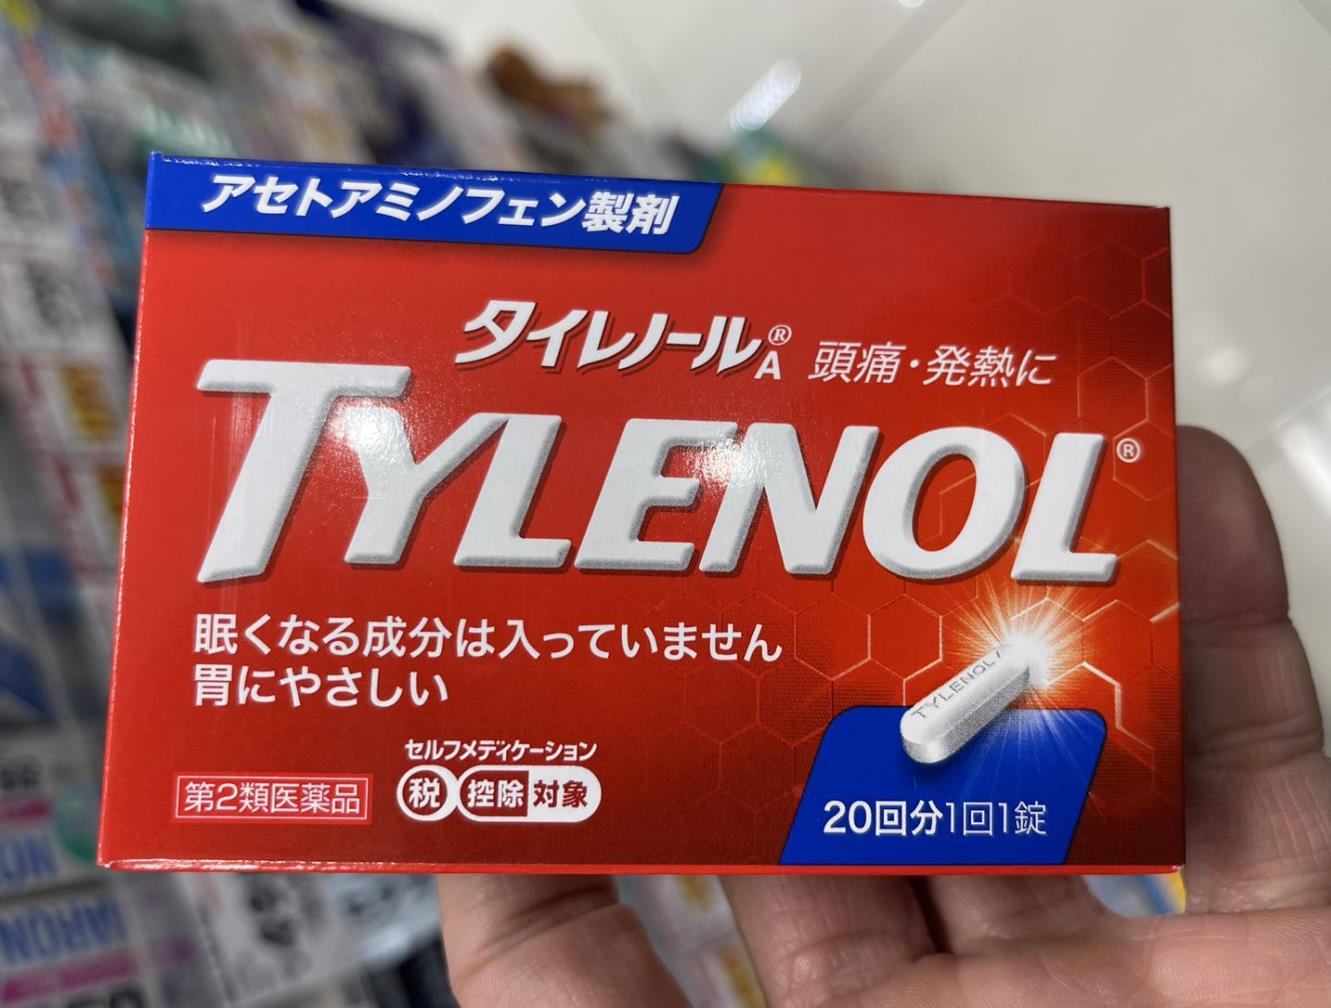 アセトアミノフェン製剤
タイレノール®A 頭痛・発熱に
TYLENOL®
眠くなる成分は入っていません
胃にやさしい
TYLENOL A
セルフメディケーション
第2類医薬品 税 控除 対象
20回分1回1錠